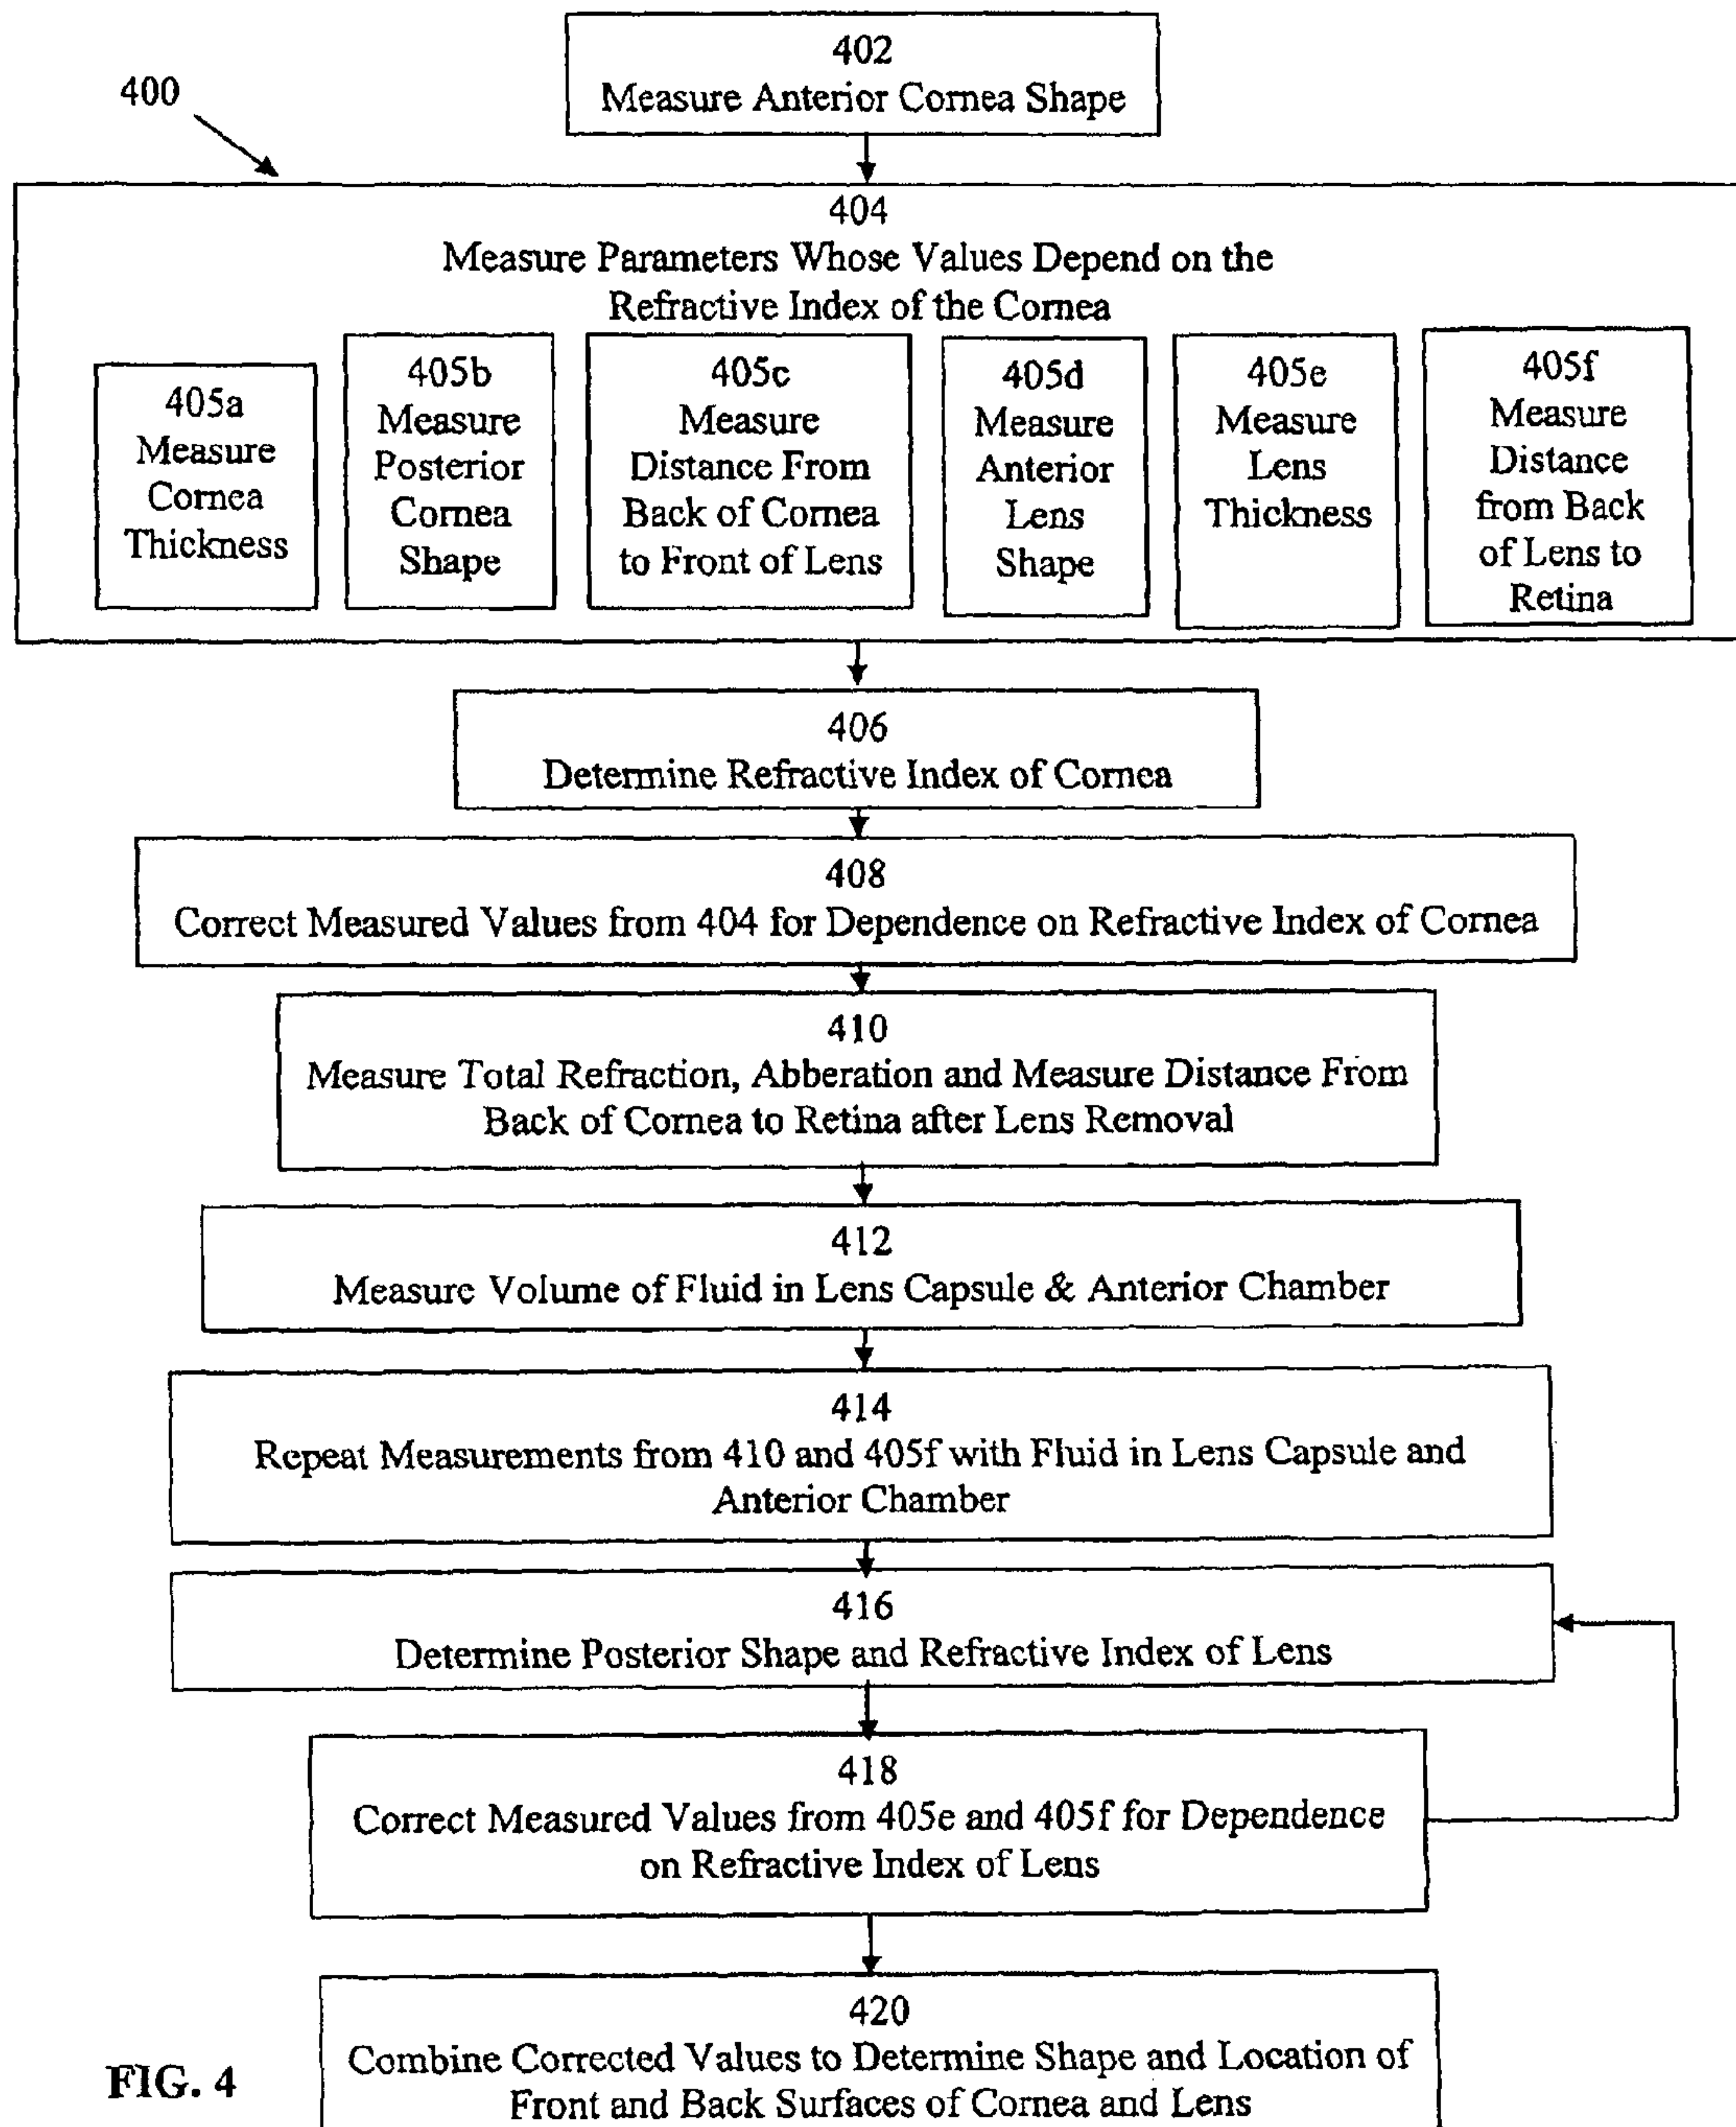 402
Measure Anterior Cornea Shape
400
404
Measure Parameters Whose Values Depend on the
Refractive Index of the Cornea
405a
Measure
Cornea
Thickness
405b
Measure
Posterior
Cornea
Shape
405c
Measure
Distance From
Back of Cornea
to Front of Lens
405d
Measure
Anterior
Lens
Shape
405e
Measure
Lens
Thickness
405f
Measure
Distance
from Back
of Lens to
Retina
406
Determine Refractive Index of Cornea
408
Correct Measured Values from 404 for Dependence on Refractive Index of Cornea
410
Measure Total Refraction, Abberation and Measure Distance From
Back of Cornea to Retina after Lens Removal
412
Measure Volume of Fluid in Lens Capsule & Anterior Chamber
414
Repeat Measurements from 410 and 405f with Fluid in Lens Capsule and
Anterior Chamber
416
Determine Posterior Shape and Refractive Index of Lens
418
Correct Measured Values from 405e and 405f for Dependence
on Refractive Index of Lens
420
Combine Corrected Values to Determine Shape and Location of
Front and Back Surfaces of Cornea and Lens
FIG. 4